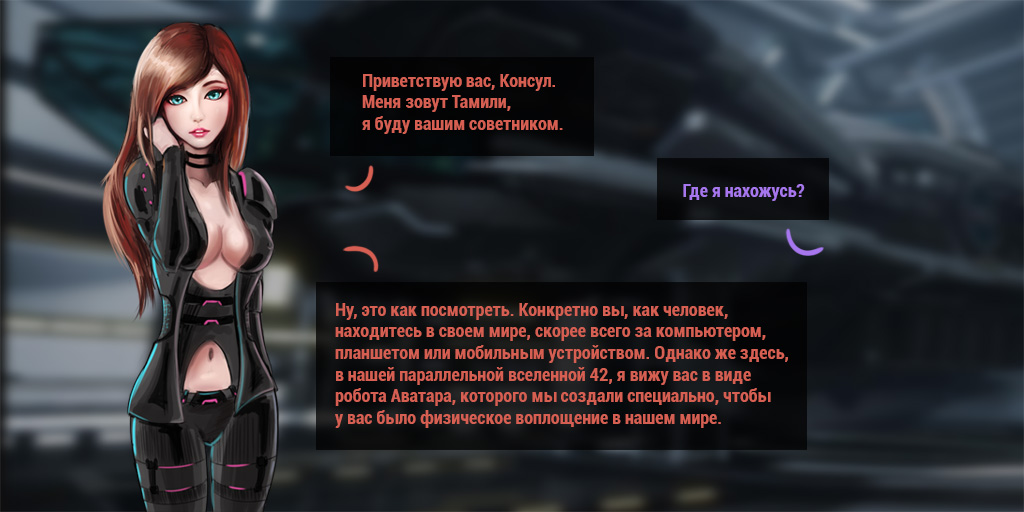 Приветствую вас, Консул.
Меня зовут Тамили,
я буду вашим советником.
Где я нахожусь?
Ну, это как посмотреть. Конкретно вы, как человек,
находитесь в своем мире, скорее всего за компьютером,
планшетом или мобильным устройством. Однако же здесь,
в нашей параллельной вселенной 42, я вижу вас в виде
робота Аватара, которого мы создали специально, чтобы
у вас было физическое воплощение в нашем мире.